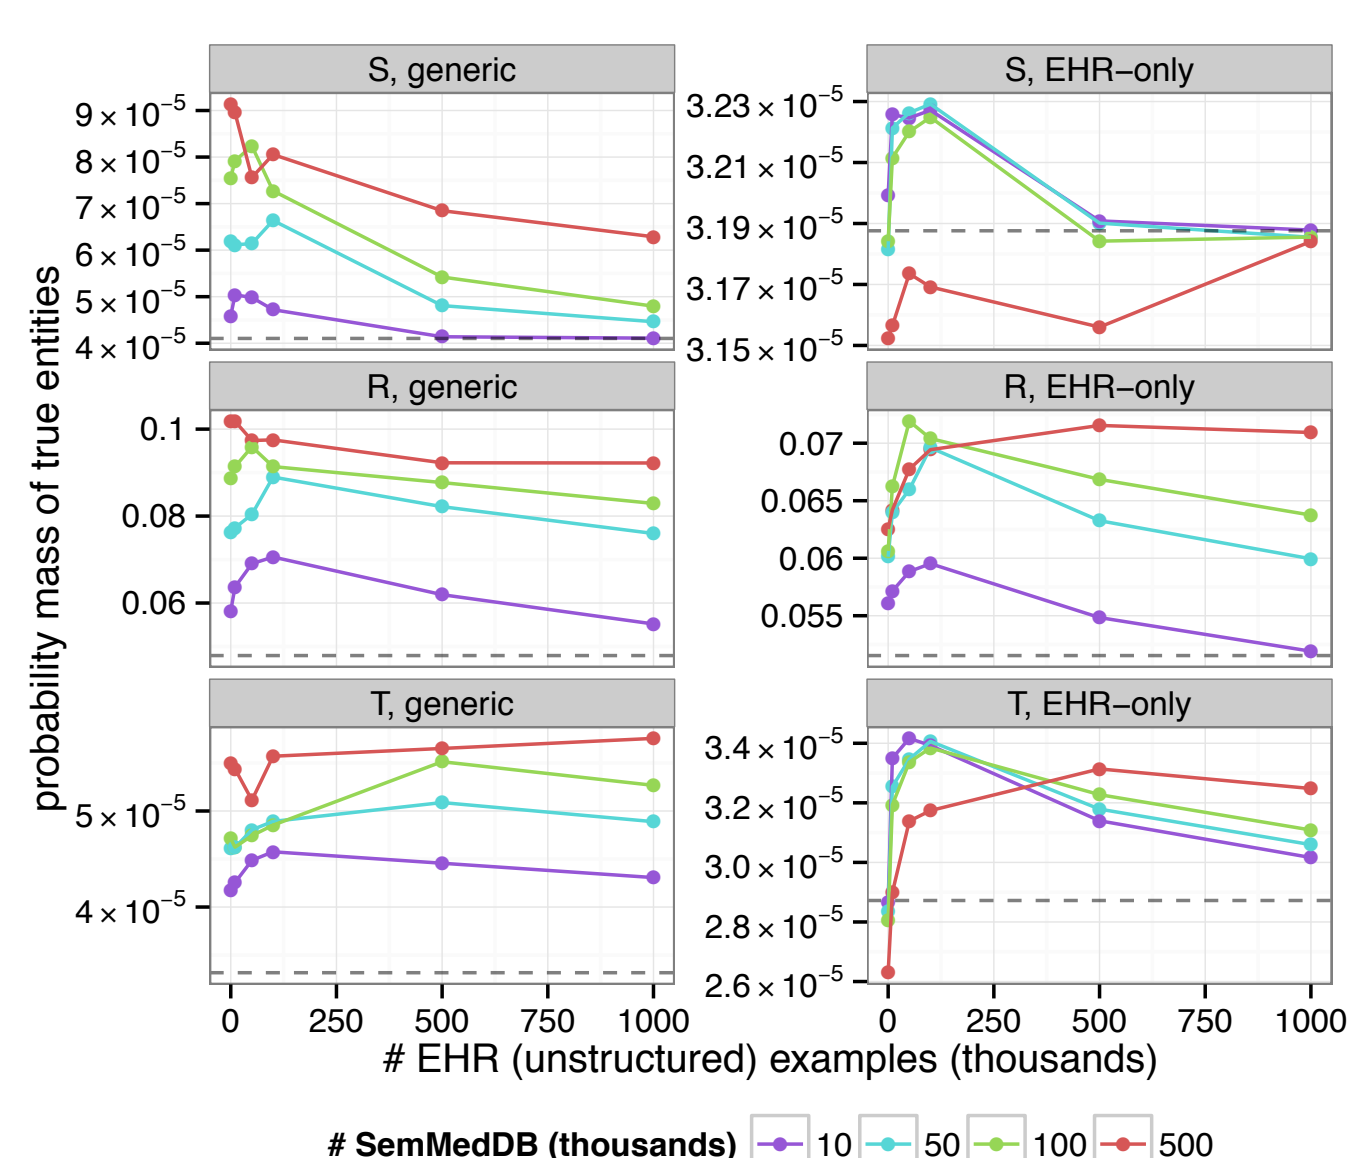 S, generic
S, EHR−only
9 × 10⁻⁵
8 × 10⁻⁵
7 × 10⁻⁵
6 × 10⁻⁵
5 × 10⁻⁵
4 × 10⁻⁵
3.23 × 10⁻⁵
3.21 × 10⁻⁵
3.19 × 10⁻⁵
3.17 × 10⁻⁵
3.15 × 10⁻⁵
probability mass of true entities
R, generic
R, EHR−only
0.1
0.08
0.06
0.07
0.065
0.06
0.055
T, generic
T, EHR−only
5 × 10⁻⁵
4 × 10⁻⁵
3.4 × 10⁻⁵
3.2 × 10⁻⁵
3.0 × 10⁻⁵
2.8 × 10⁻⁵
2.6 × 10⁻⁵
0 250 500 750 1000
0 250 500 750 1000
# EHR (unstructured) examples (thousands)
# SemMedDB (thousands) 10 50 100 500